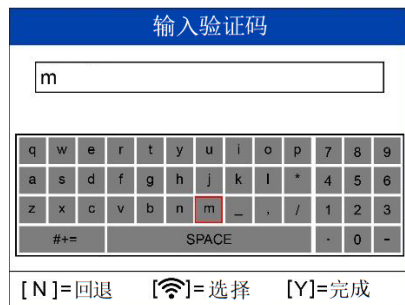 输入验证码
m
q w e r t y u i o p 7 8 9
a s d f g h j k l * 4 5 6
z x c v b n m _ , / 1 2 3
#+= SPACE · 0 -
[N]=回退 []=选择 [Y]=完成